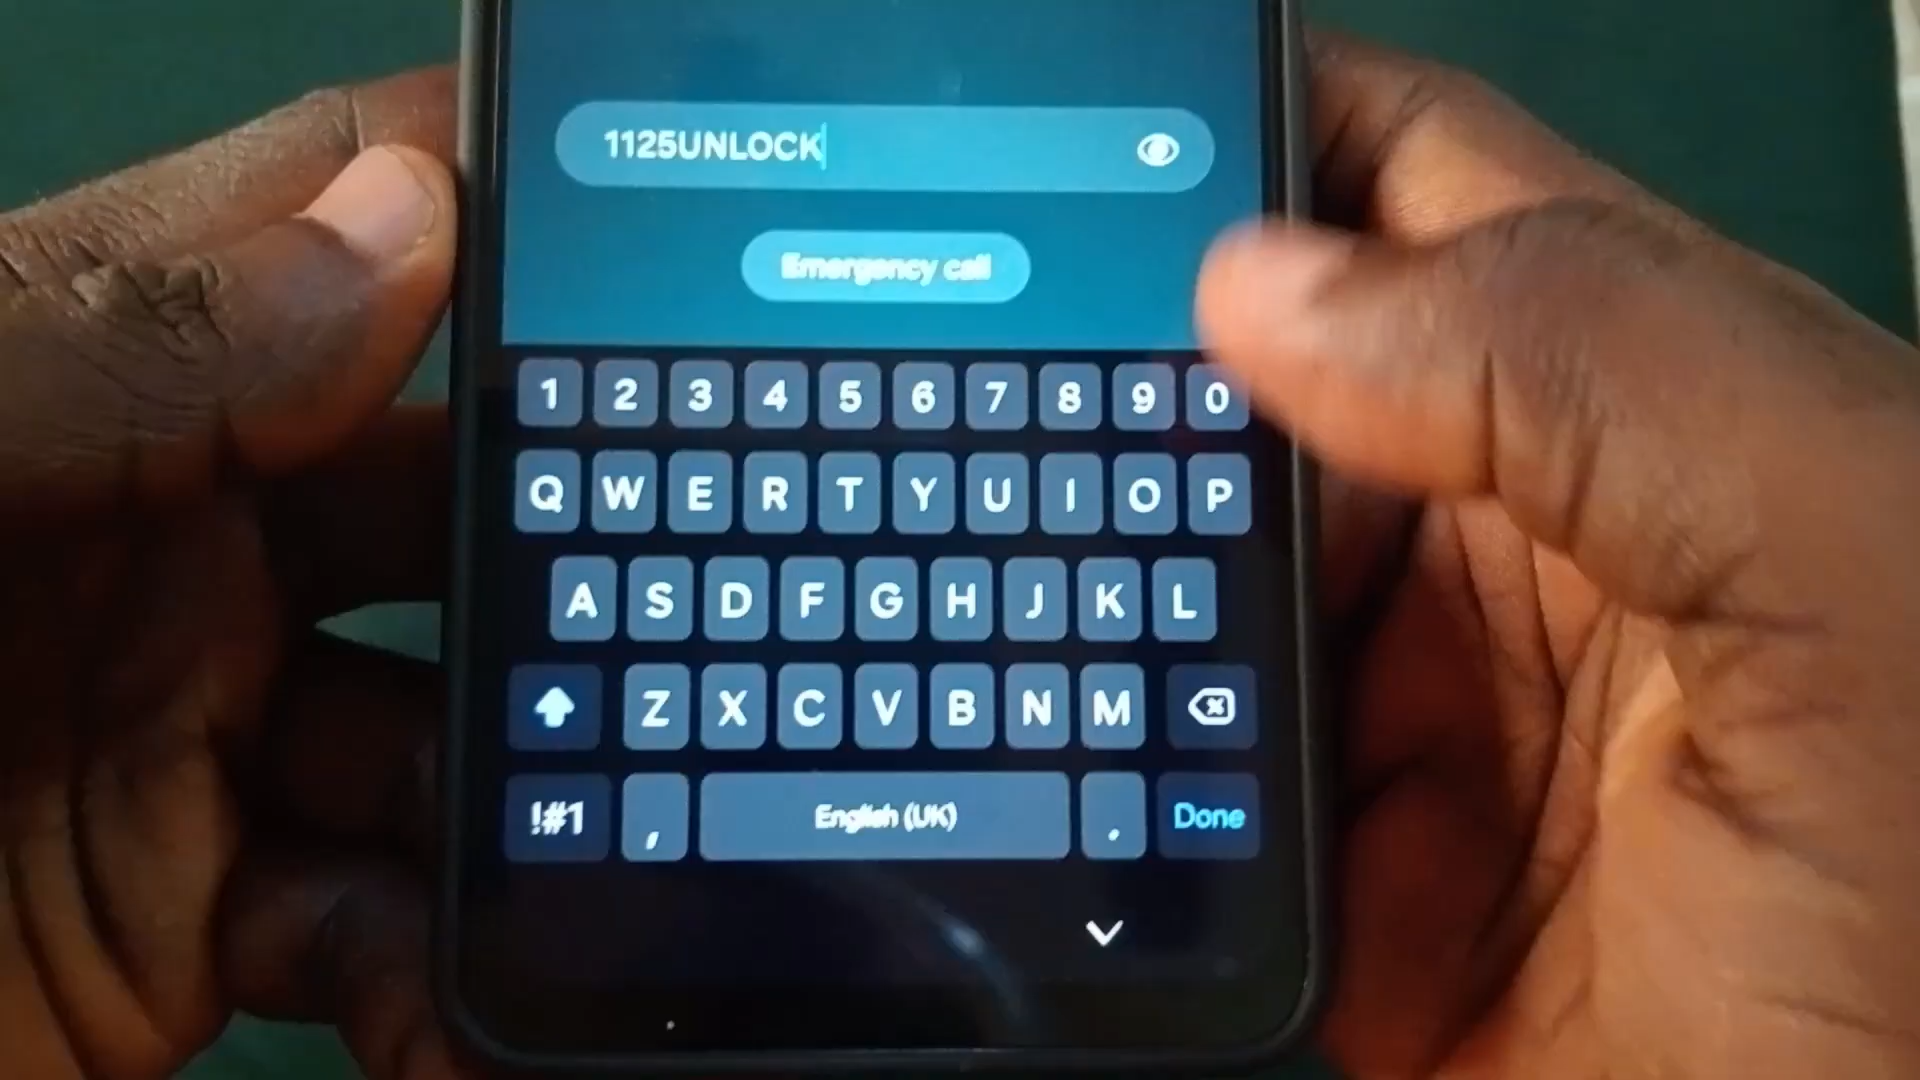 1125UNLOCK
Emergency call
1 2 3 4 5 6 7 8 9 0
Q W E R T Y U I O P
A S D F G H J K L
Z X C V B N M
!#1 , English (UK) . Done